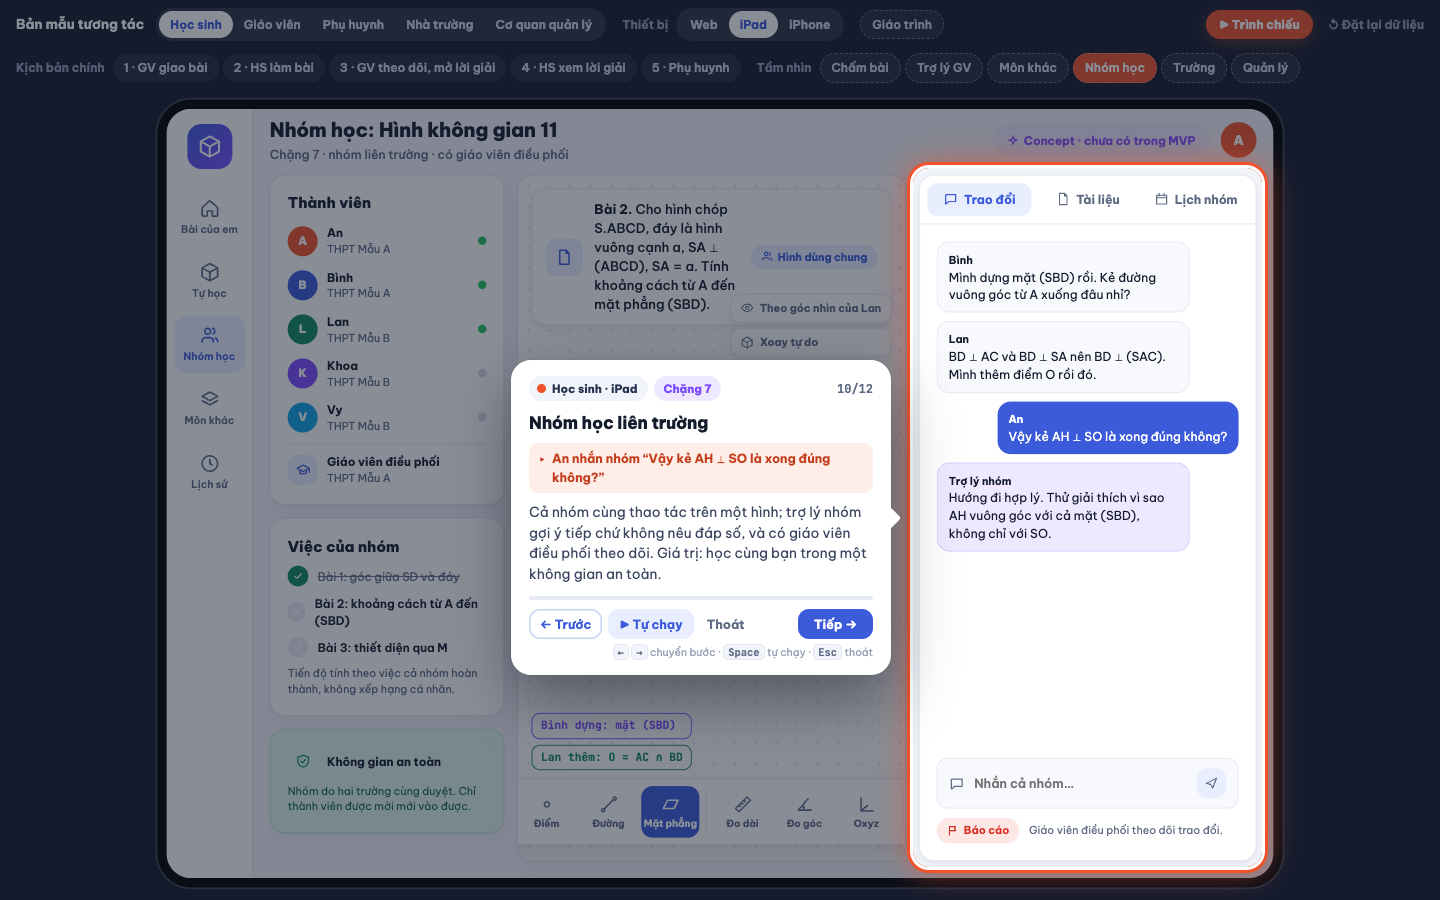 Bản mẫu tương tác
Học sinh
Giáo viên
Phụ huynh
Nhà trường
Cơ quan quản lý
Thiết bị
Web
iPad
iPhone
Giáo trình
Trình chiếu
Đặt lại dữ liệu
Kịch bản chính
1 · GV giao bài
2 · HS làm bài
3 · GV theo dõi, mở lời giải
4 · HS xem lời giải
5 · Phụ huynh
Tầm nhìn
Chấm bài
Trợ lý GV
Môn khác
Nhóm học
Trường
Quản lý
Nhóm học: Hình không gian 11
Chặng 7 · nhóm liên trường · có giáo viên điều phối
Concept · chưa có trong MVP
A
Bài của em
Tự học
Nhóm học
Môn khác
Lịch sử
Thành viên
A
An
THPT Mẫu A
B
Bình
THPT Mẫu A
L
Lan
THPT Mẫu B
K
Khoa
THPT Mẫu B
V
Vy
THPT Mẫu B
Giáo viên điều phối
THPT Mẫu A
Việc của nhóm
Bài 1: góc giữa SD và đáy
Bài 2: khoảng cách từ A đến
(SBD)
Bài 3: thiết diện qua M
Tiến độ tính theo việc cả nhóm hoàn
thành, không xếp hạng cá nhân.
Không gian an toàn
Nhóm do hai trường cùng duyệt. Chỉ
thành viên được mời mới vào được.
Bài 2. Cho hình chóp
S.ABCD, đáy là hình
vuông cạnh a, SA ⊥
(ABCD), SA = a. Tính
khoảng cách từ A đến
mặt phẳng (SBD).
Hình dùng chung
Theo góc nhìn của Lan
Xoay tự do
Học sinh · iPad
Chặng 7
10/12
Nhóm học liên trường
An nhắn nhóm “Vậy kẻ AH ⊥ SO là xong đúng
không?”
Cả nhóm cùng thao tác trên một hình; trợ lý nhóm
gợi ý tiếp chứ không nêu đáp số, và có giáo viên
điều phối theo dõi. Giá trị: học cùng bạn trong một
không gian an toàn.
← Trước
Tự chạy
Thoát
Tiếp →
← → chuyển bước · Space tự chạy · Esc thoát
Bình dựng: mặt (SBD)
Lan thêm: O = AC ∩ BD
Điểm
Đường
Mặt phẳng
Đo dài
Đo góc
Oxyz
Trao đổi
Tài liệu
Lịch nhóm
Bình
Mình dựng mặt (SBD) rồi. Kẻ đường
vuông góc từ A xuống đâu nhỉ?
Lan
BD ⊥ AC và BD ⊥ SA nên BD ⊥ (SAC).
Mình thêm điểm O rồi đó.
An
Vậy kẻ AH ⊥ SO là xong đúng không?
Trợ lý nhóm
Hướng đi hợp lý. Thử giải thích vì sao
AH vuông góc với cả mặt (SBD),
không chỉ với SO.
Nhắn cả nhóm...
Báo cáo
Giáo viên điều phối theo dõi trao đổi.